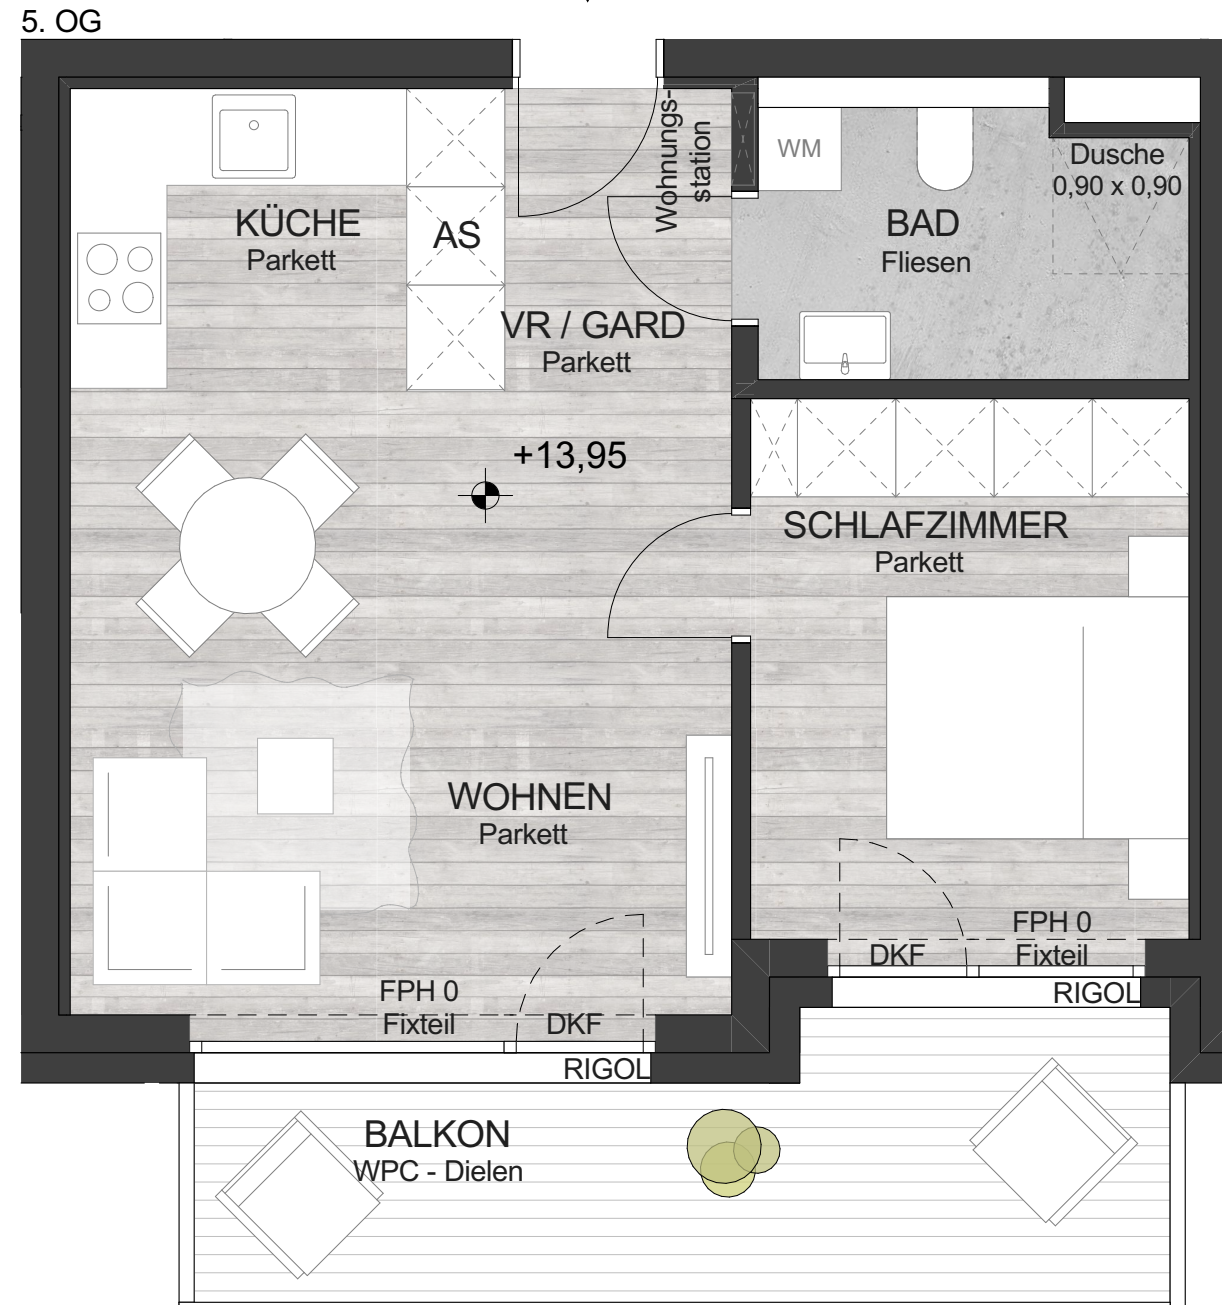 5. OG
Wohnungs-
station
WM
Dusche
0,90 x 0,90
KÜCHE
Parkett
AS
BAD
Fliesen
VR / GARD
Parkett
+13,95
SCHLAFZIMMER
Parkett
WOHNEN
Parkett
FPH 0
DKF
Fixteil
RIGOL
FPH 0
Fixteil
DKF
RIGOL
BALKON
WPC - Dielen